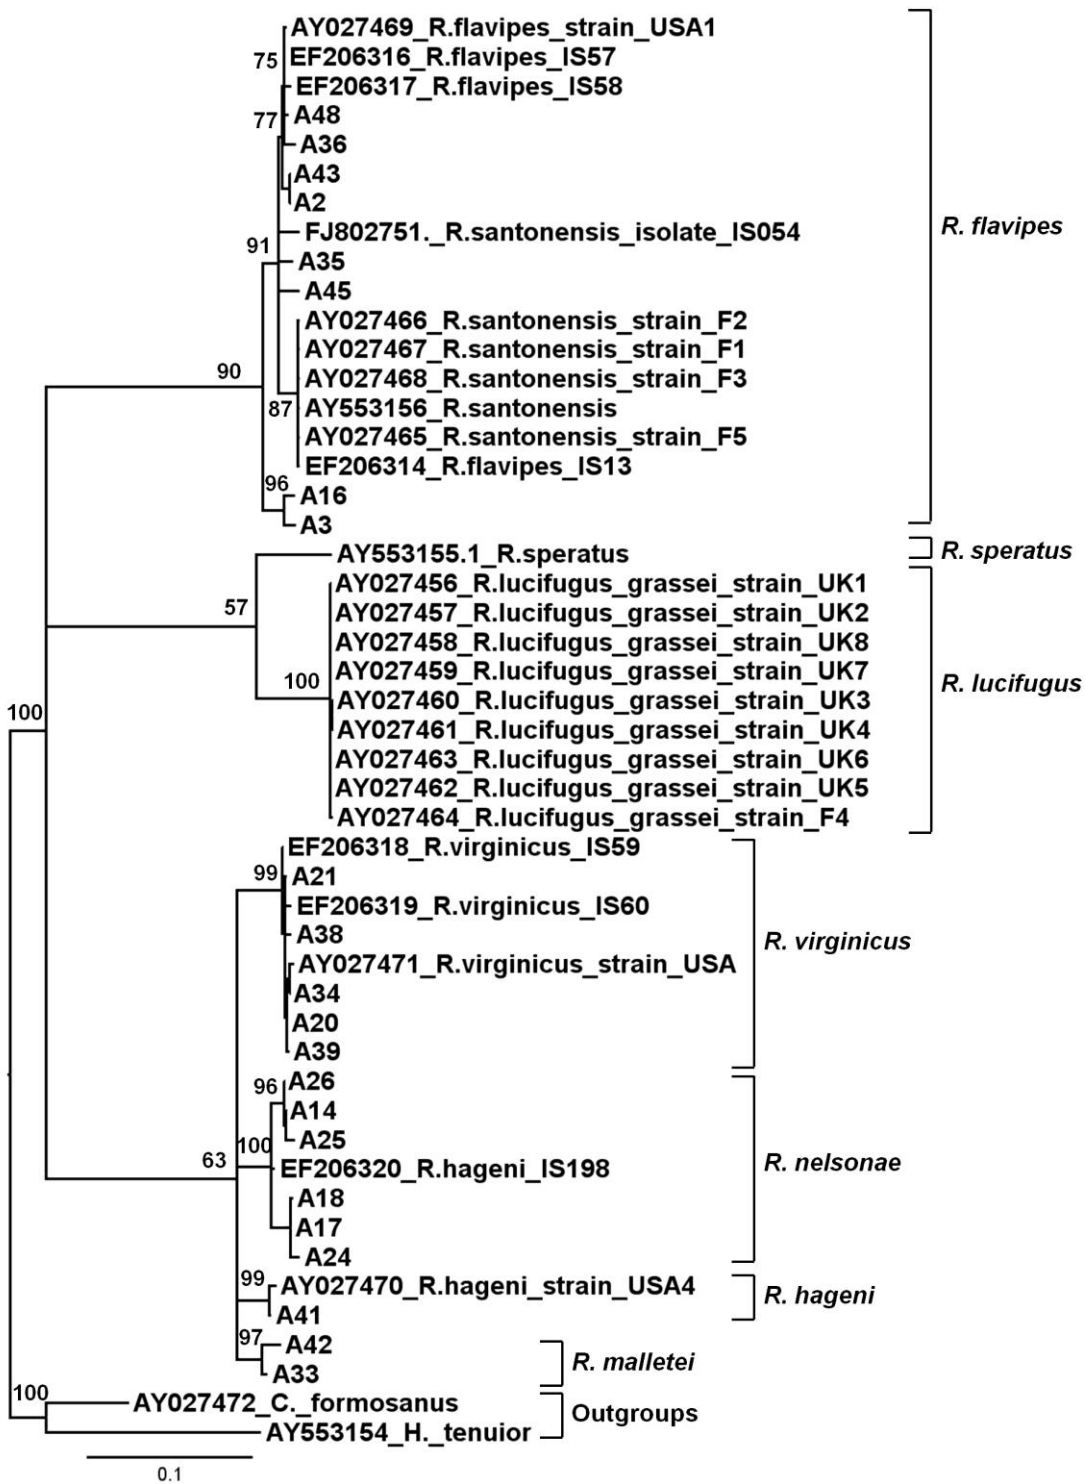 AY027469_R.flavipes_strain_USA1
75
EF206316_R.flavipes_IS57
EF206317_R.flavipes_IS58
77
A48
A36
A43
A2
R. flavipes
FJ802751._R.santonensis_isolate_IS054
91
A35
A45
AY027466_R.santonensis_strain_F2
AY027467_R.santonensis_strain_F1
90
AY027468_R.santonensis_strain_F3
87
AY553156_R.santonensis
AY027465_R.santonensis_strain_F5
EF206314_R.flavipes_IS13
96
A16
A3
AY553155.1_R.speratus
R. speratus
AY027456_R.lucifugus_grassei_strain_UK1
57
AY027457_R.lucifugus_grassei_strain_UK2
AY027458_R.lucifugus_grassei_strain_UK8
AY027459_R.lucifugus_grassei_strain_UK7
100
R. lucifugus
AY027460_R.lucifugus_grassei_strain_UK3
100
AY027461_R.lucifugus_grassei_strain_UK4
AY027463_R.lucifugus_grassei_strain_UK6
AY027462_R.lucifugus_grassei_strain_UK5
AY027464_R.lucifugus_grassei_strain_F4
EF206318_R.virginicus_IS59
99
A21
EF206319_R.virginicus_IS60
A38
R. virginicus
AY027471_R.virginicus_strain_USA
A34
A20
A39
96
A26
A14
A25
100
63
EF206320_R.hageni_IS198
R. nelsonae
A18
A17
A24
99
AY027470_R.hageni_strain_USA4
R. hageni
A41
97
A42
R. malletei
A33
100
AY027472_C._formosanus
Outgroups
AY553154_H._tenuior
0.1